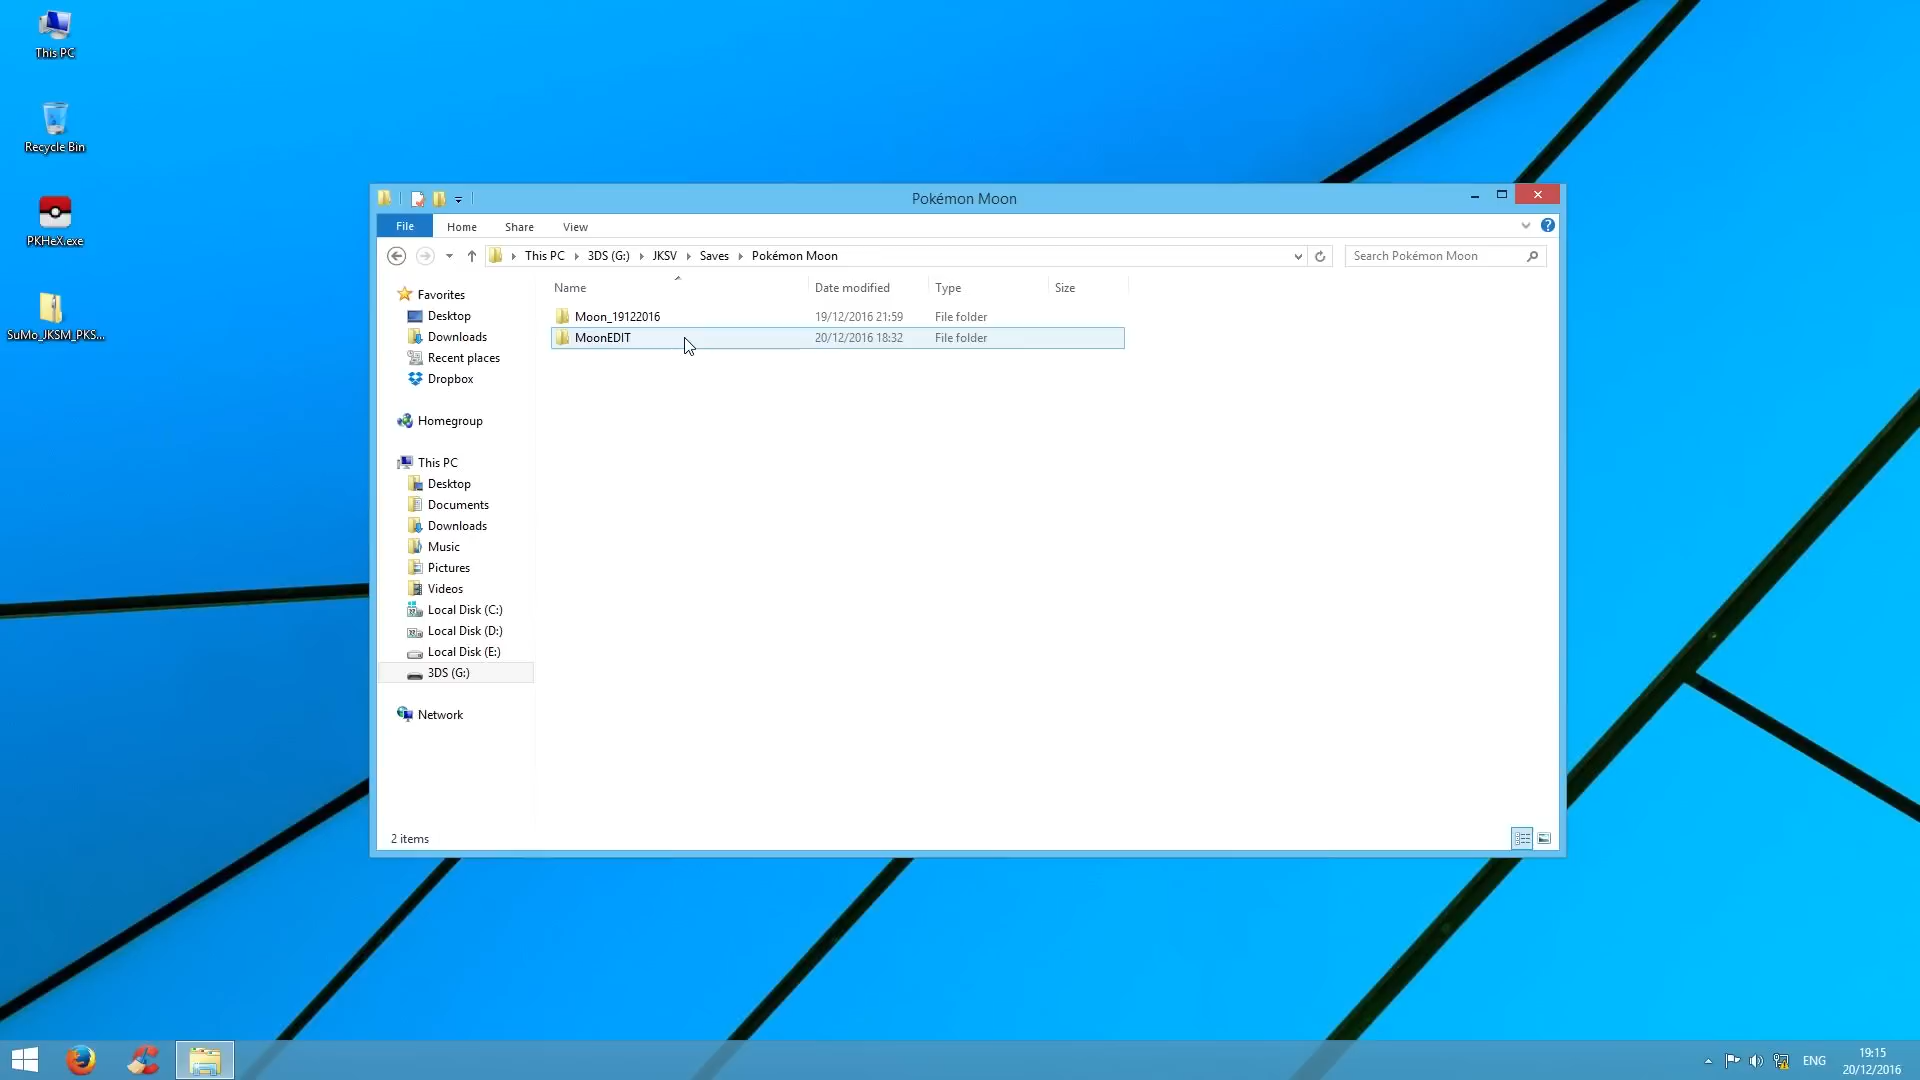 This PC
Recycle Bin
PKHeX.exe
SuMo_JKSM_PKS...
Pokémon Moon
File Home Share View
This PC 3DS (G:) JKSV Saves Pokémon Moon
Search Pokémon Moon
Name Date modified Type Size
Moon_19122016 19/12/2016 21:59 File folder
MoonEDIT 20/12/2016 18:32 File folder
Favorites
Desktop
Downloads
Recent places
Dropbox
Homegroup
This PC
Desktop
Documents
Downloads
Music
Pictures
Videos
Local Disk (C:)
Local Disk (D:)
Local Disk (E:)
3DS (G:)
Network
2 items
ENG
19:15
20/12/2016